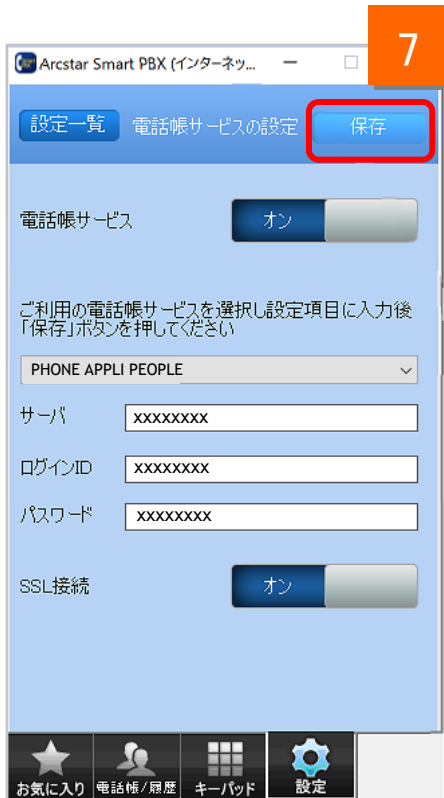 7
Arcstar Smart PBX (インターネッ...
設定一覧 電話帳サービスの設定 保存
電話帳サービス オン
ご利用の電話帳サービスを選択し設定項目に入力後
「保存」ボタンを押してください
PHONE APPLI PEOPLE
サーバ xxxxxxxx
ログインID xxxxxxxx
パスワード xxxxxxxx
SSL接続 オン
お気に入り 電話帳/履歴 キーパッド 設定